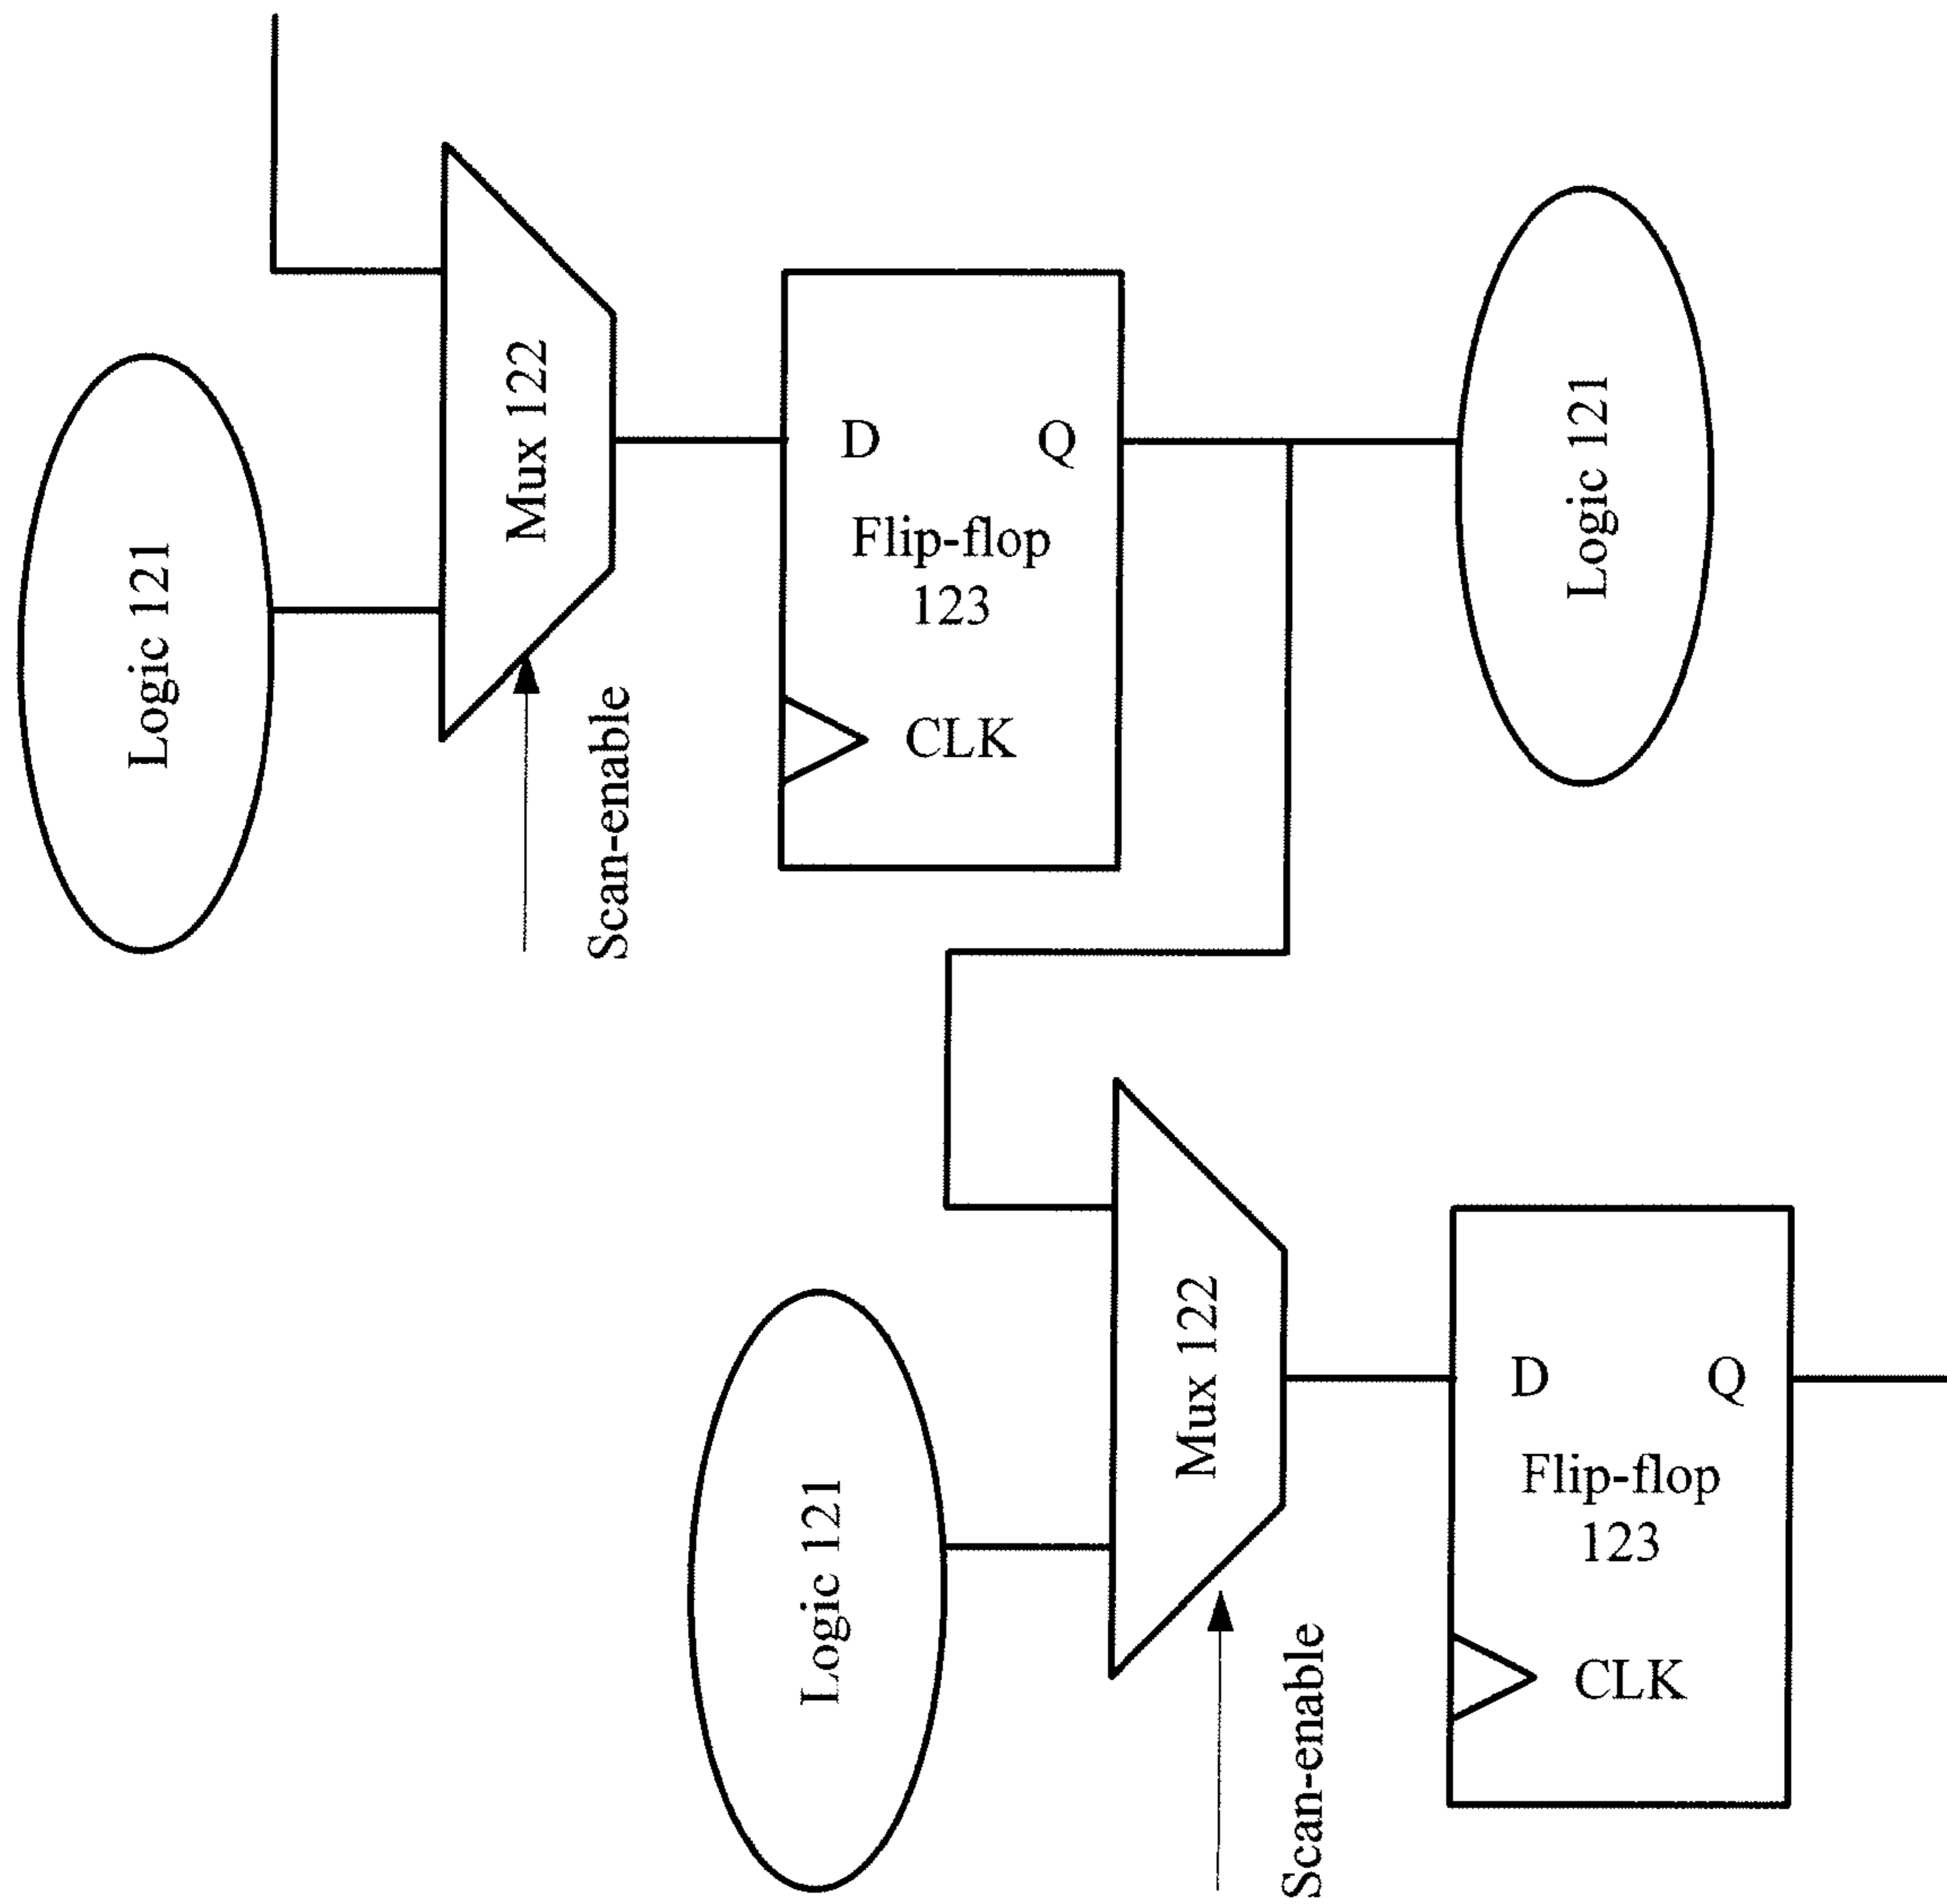 Logic 121
Mux 122
Scan-enable
D
Q
Flip-flop
123
CLK
Logic 121
Logic 121
Mux 122
Scan-enable
D
Q
Flip-flop
123
CLK